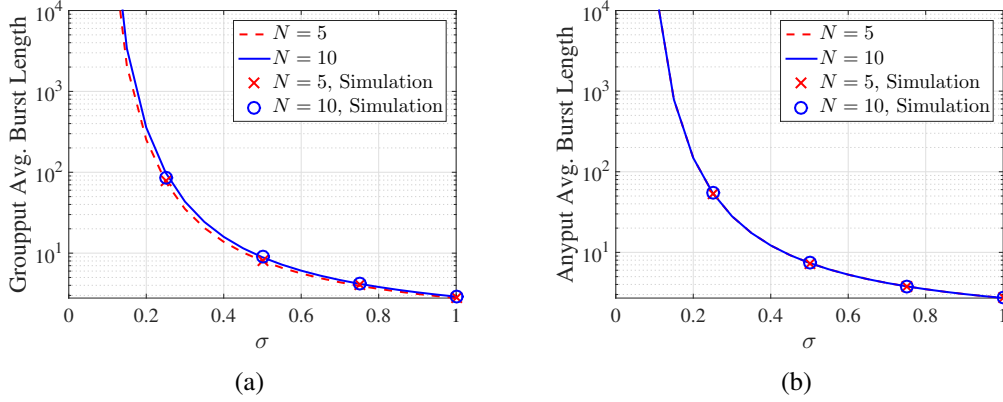 Groupput Avg. Burst Length
10^4
10^3
10^2
10^1
0
0.2
0.4
0.6
0.8
1
σ
N = 5
N = 10
N = 5, Simulation
N = 10, Simulation
(a)
Anyput Avg. Burst Length
10^4
10^3
10^2
10^1
0
0.2
0.4
0.6
0.8
1
σ
N = 5
N = 10
N = 5, Simulation
N = 10, Simulation
(b)